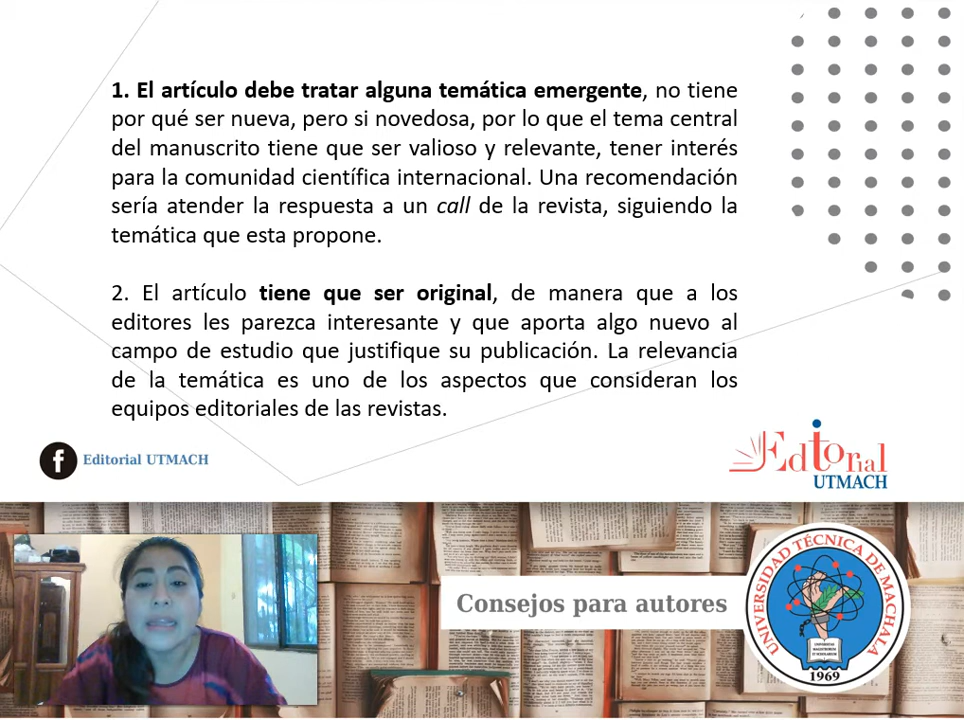 1. El artículo debe tratar alguna temática emergente, no tiene
por qué ser nueva, pero si novedosa, por lo que el tema central
del manuscrito tiene que ser valioso y relevante, tener interés
para la comunidad científica internacional. Una recomendación
sería atender la respuesta a un call de la revista, siguiendo la
temática que esta propone.
2. El artículo tiene que ser original, de manera que a los
editores les parezca interesante y que aporta algo nuevo al
campo de estudio que justifique su publicación. La relevancia
de la temática es uno de los aspectos que consideran los
equipos editoriales de las revistas.
f Editorial UTMACH
Editorial
UTMACH
Consejos para autores
UNIVERSIDAD TÉCNICA DE MACHALA
1969